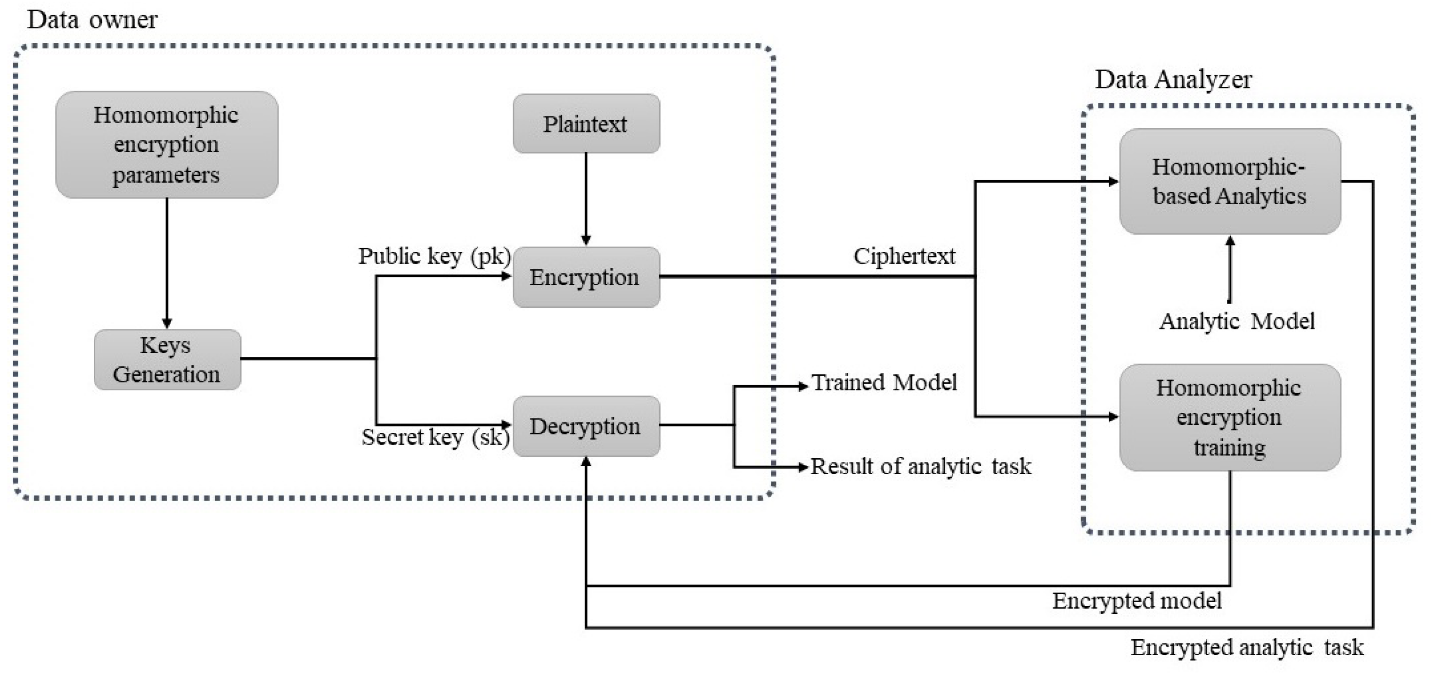 Data owner
Data Analyzer
Homomorphic
encryption
parameters
Plaintext
Homomorphic-
based Analytics
Public key (pk)
Encryption
Ciphertext
Analytic Model
Keys
Generation
Trained Model
Homomorphic
encryption
training
Secret key (sk)
Decryption
Result of analytic task
Encrypted model
Encrypted analytic task